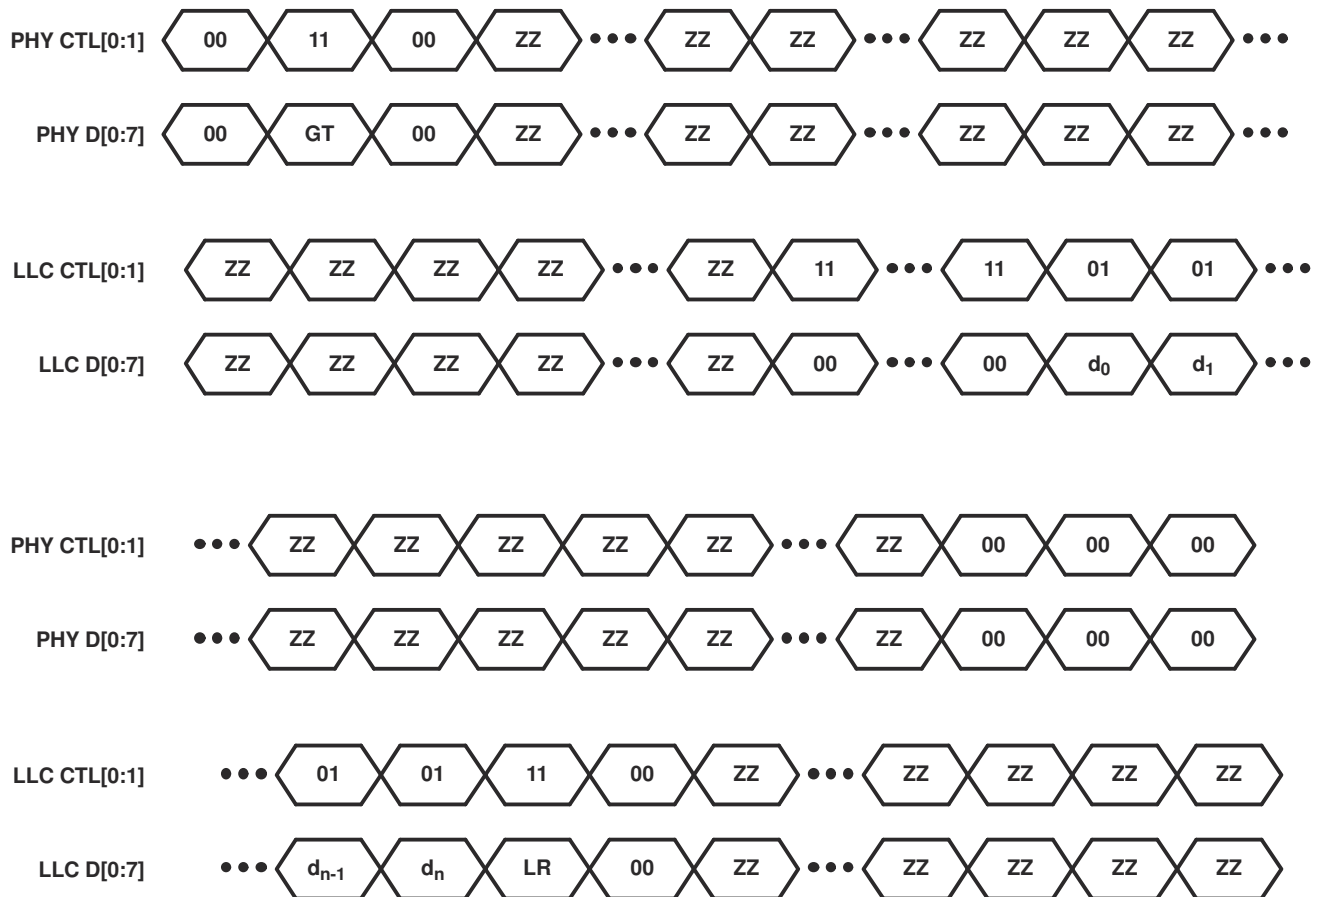 PHY CTL[0:1] 00 11 00 ZZ ••• ZZ ZZ ••• ZZ ZZ ZZ •••
PHY D[0:7] 00 GT 00 ZZ ••• ZZ ZZ ••• ZZ ZZ ZZ •••
LLC CTL[0:1] ZZ ZZ ZZ ZZ ••• ZZ 11 ••• 11 01 01 •••
LLC D[0:7] ZZ ZZ ZZ ZZ ••• ZZ 00 ••• 00 d0 d1 •••
PHY CTL[0:1] ••• ZZ ZZ ZZ ZZ ZZ ••• ZZ 00 00 00
PHY D[0:7] ••• ZZ ZZ ZZ ZZ ZZ ••• ZZ 00 00 00
LLC CTL[0:1] ••• 01 01 11 00 ZZ ••• ZZ ZZ ZZ ZZ
LLC D[0:7] ••• dn-1 dn LR 00 ZZ ••• ZZ ZZ ZZ ZZ